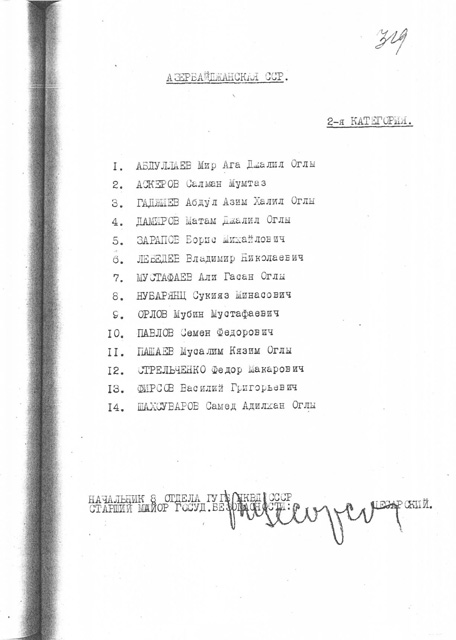 319
АЗЕРБАЙДЖАНСКАЯ ССР.
2-я КАТЕГОРИЯ.
1. АБДУЛЛАЕВ Мир Ага Джалил Оглы
2. АСКЕРОВ Салман Мумтаз
3. ГАДЖИЕВ Абдул Азим Халил Оглы
4. ДАМИРОВ Матам Джалил Оглы
5. ЗАРАПОВ Борис Михайлович
6. ЛЕБЕДЕВ Владимир Николаевич
7. МУСТАФАЕВ Али Гасан Оглы
8. НУБАРЯНЦ Сукияз Минасович
9. ОРЛОВ Мубин Мустафаевич
10. ПАВЛОВ Семен Федорович
11. ПАШАЕВ Мусалим Кязим Оглы
12. СТРЕЛЬЧЕНКО Федор Макарович
13. ФИРСОВ Василий Григорьевич
14. ШАХСУВАРОВ Самед Адилхан Оглы
НАЧАЛЬНИК 8 ОТДЕЛА ГУГБ НКВД СССР
СТАРШИЙ МАЙОР ГОСУД.БЕЗОПАСНОСТИ: ЦЕСАРСКИЙ.